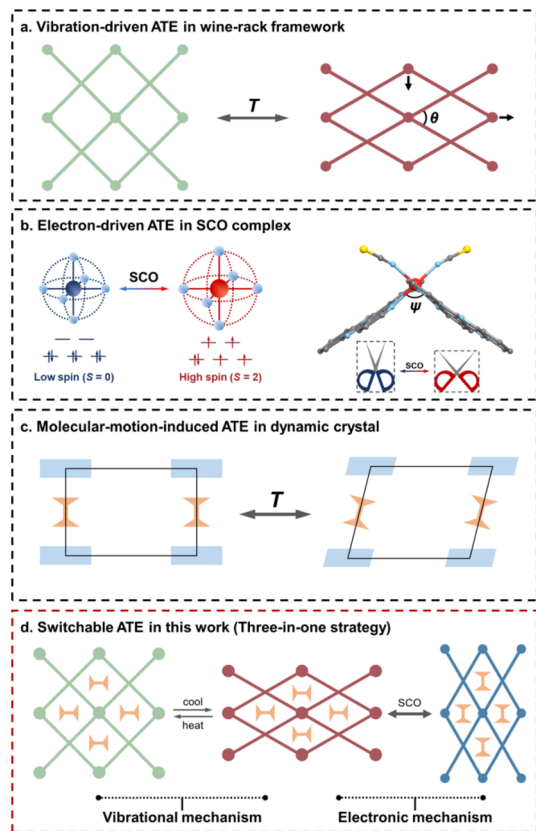 a. Vibration-driven ATE in wine-rack framework
T
θ
b. Electron-driven ATE in SCO complex
SCO
Low spin (S = 0)
High spin (S = 2)
ψ
SCO
c. Molecular-motion-induced ATE in dynamic crystal
T
d. Switchable ATE in this work (Three-in-one strategy)
cool
heat
SCO
Vibrational mechanism
Electronic mechanism